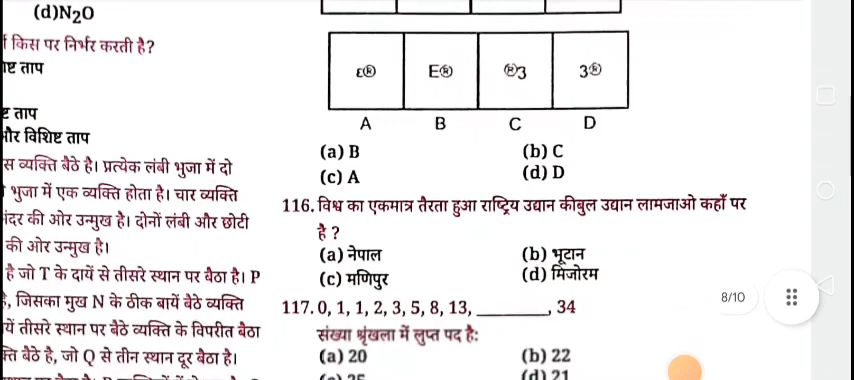 (d)N₂O
किस पर निर्भर करती है?
ताप
ताप
और विशिष्ट ताप
व्यक्ति बैठे है। प्रत्येक लंबी भुजा में दो
भुजा में एक व्यक्ति होता है। चार व्यक्ति
अंदर की ओर उन्मुख है। दोनों लंबी और छोटी
की ओर उन्मुख है।
है जो T के दायें से तीसरे स्थान पर बैठा है। P
है, जिसका मुख N के ठीक बायें बैठे व्यक्ति
तीसरे स्थान पर बैठे व्यक्ति के विपरीत बैठा
बैठे है, जो Q से तीन स्थान दूर बैठा है।
ε® E® ®3 3®
A B C D
(a) B (b) C
(c) A (d) D
116. विश्व का एकमात्र तैरता हुआ राष्ट्रिय उद्यान कीबुल उद्यान लामजाओ कहाँ पर
है ?
(a) नेपाल (b) भूटान
(c) मणिपुर (d) मिजोरम
117. 0, 1, 1, 2, 3, 5, 8, 13, ________, 34
संख्या श्रृंखला में लुप्त पद है:
(a) 20 (b) 22
(d) 21
8/10